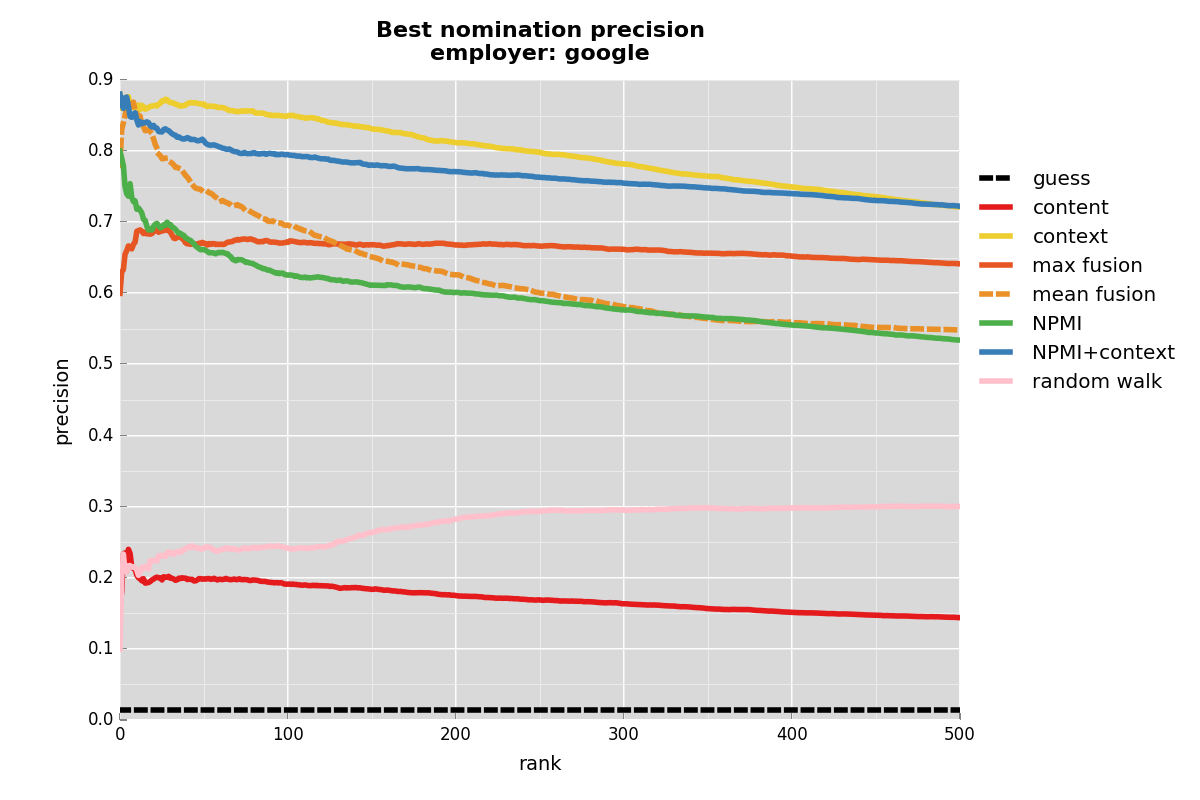 Best nomination precision
employer: google
precision
0.9
0.8
0.7
0.6
0.5
0.4
0.3
0.2
0.1
0.0
0
100
200
300
400
500
rank
guess
content
context
max fusion
mean fusion
NPMI
NPMI+context
random walk